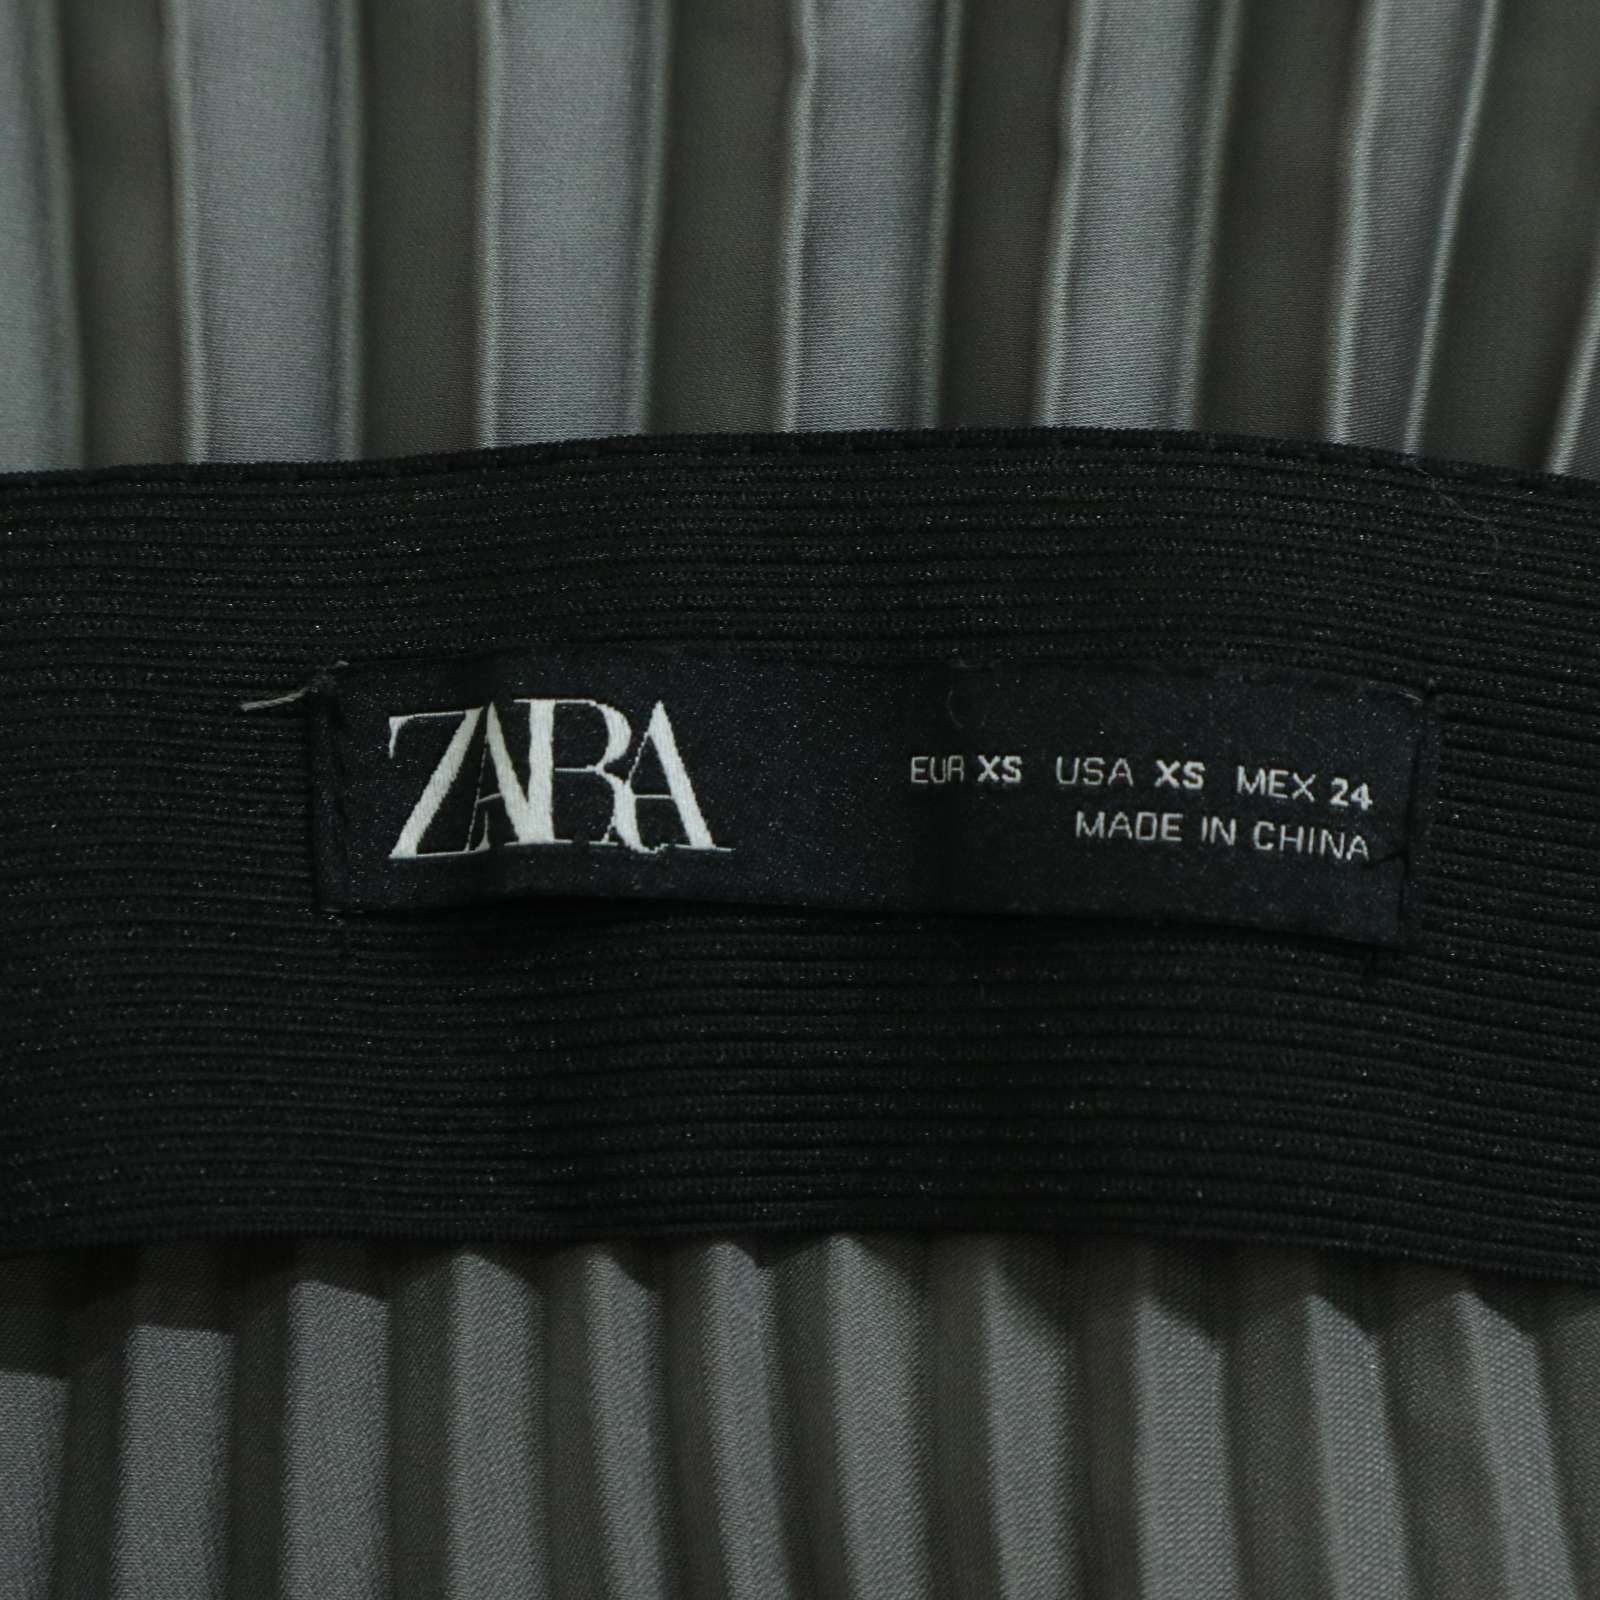 ZARA
EUR XS USA XS MEX 24
MADE IN CHINA